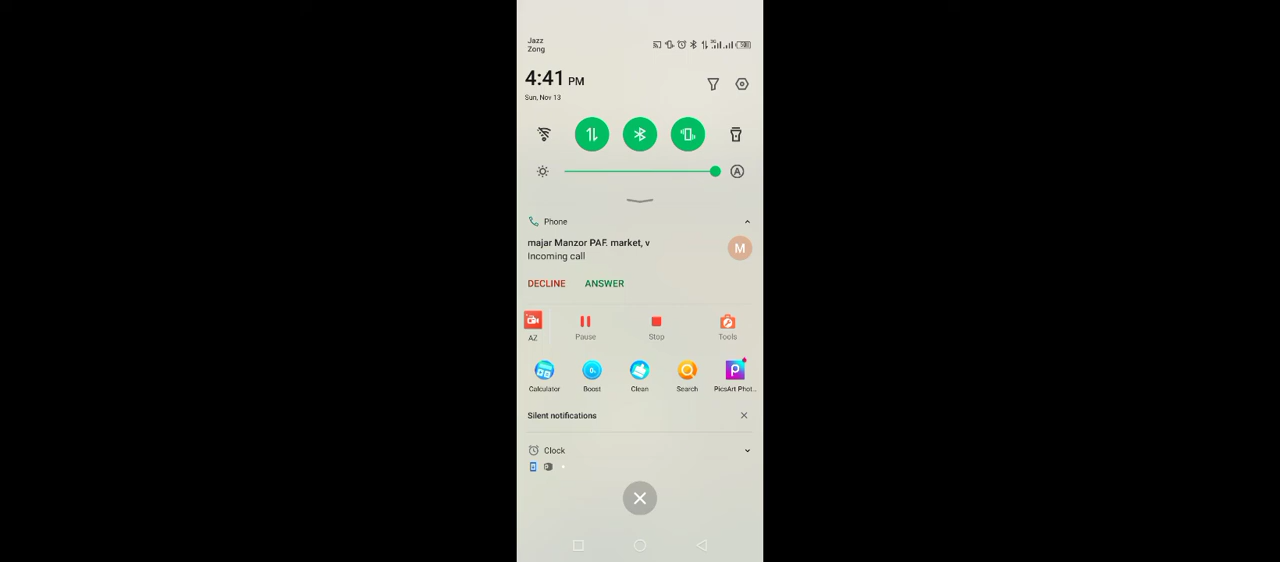 Jazz
Zong
4:41 PM
Sun, Nov 13
Phone
majar Manzor PAF. market, v
Incoming call
M
DECLINE ANSWER
AZ Pause Stop Tools
Calculator Boost Clean Search PicsArt Phot..
Silent notifications
Clock